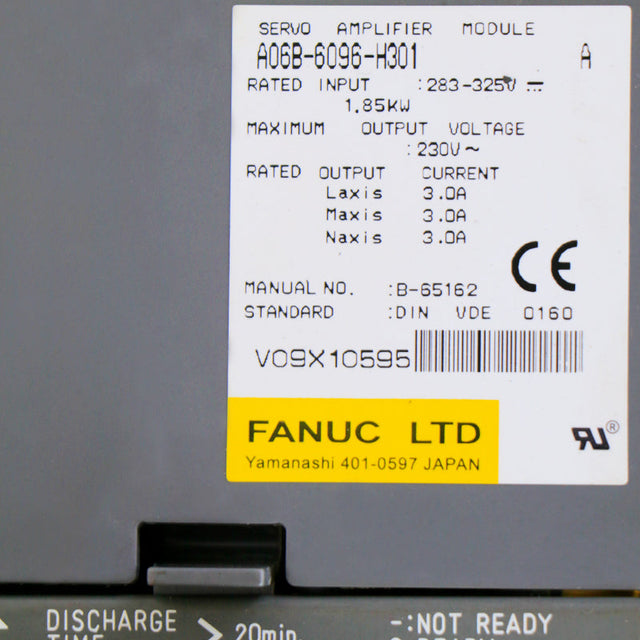 SERVO AMPLIFIER MODULE
A06B-6096-H301 A
RATED INPUT :283-325V ⎓
1.85KW
MAXIMUM OUTPUT VOLTAGE
:230V~
RATED OUTPUT CURRENT
Laxis 3.0A
Maxis 3.0A
Naxis 3.0A
CE
MANUAL NO. :B-65162
STANDARD :DIN VDE 0160
V09X10595
FANUC LTD
Yamanashi 401-0597 JAPAN
RU®
DISCHARGE
TIME > 20min
-:NOT READY